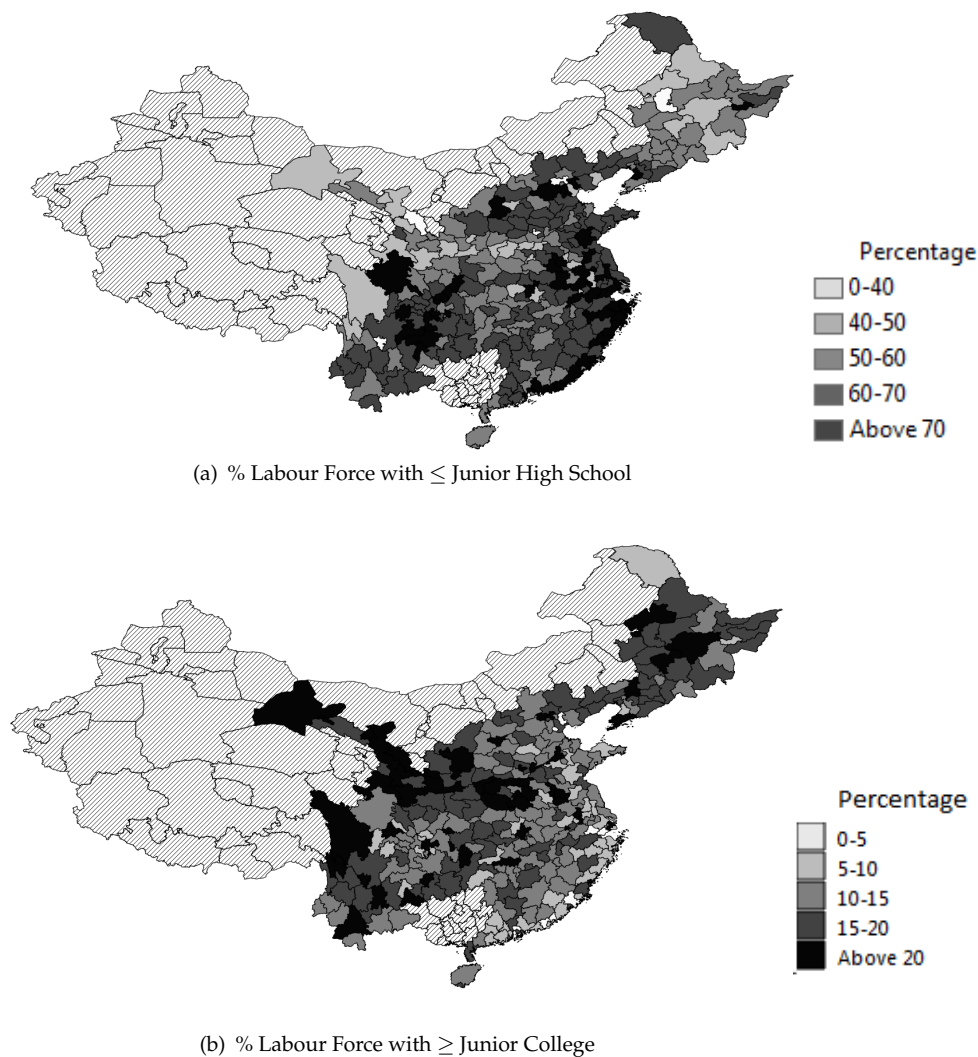 Percentage
0-40
40-50
50-60
60-70
Above 70
(a) % Labour Force with ≤ Junior High School
Percentage
0-5
5-10
10-15
15-20
Above 20
(b) % Labour Force with ≥ Junior College